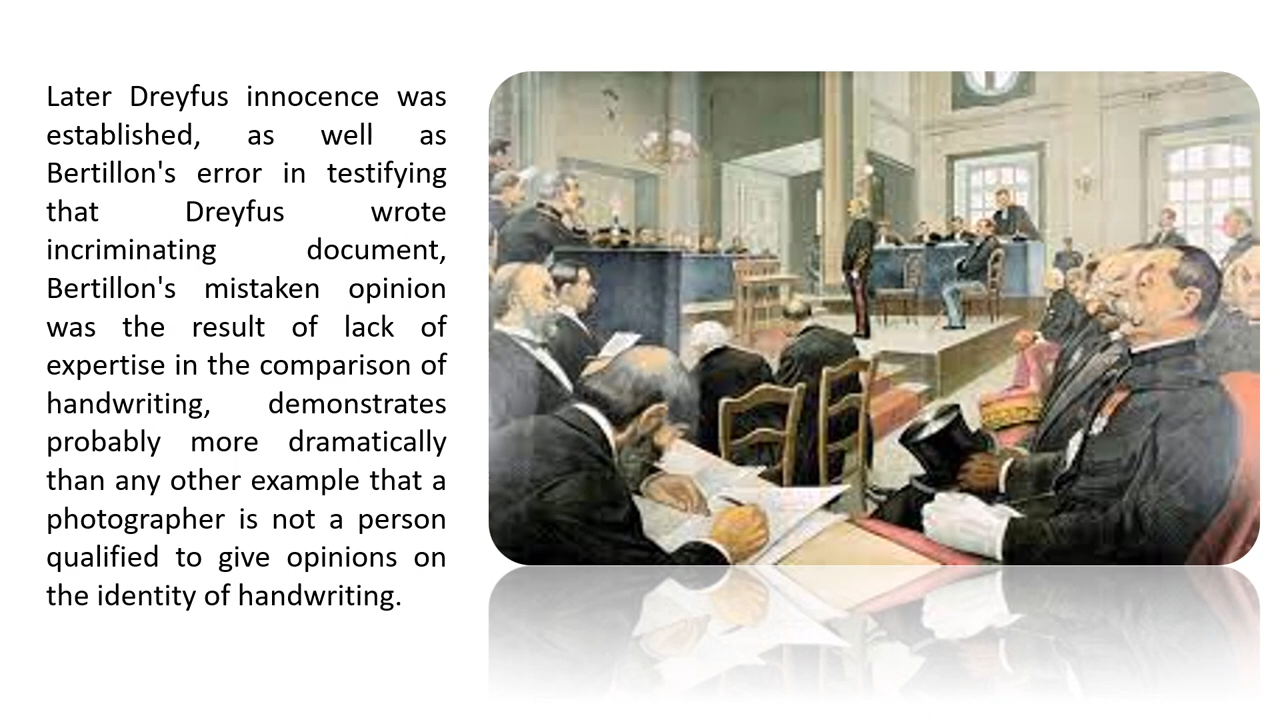 Later Dreyfus innocence was
established, as well as
Bertillon's error in testifying
that Dreyfus wrote
incriminating document,
Bertillon's mistaken opinion
was the result of lack of
expertise in the comparison of
handwriting, demonstrates
probably more dramatically
than any other example that a
photographer is not a person
qualified to give opinions on
the identity of handwriting.